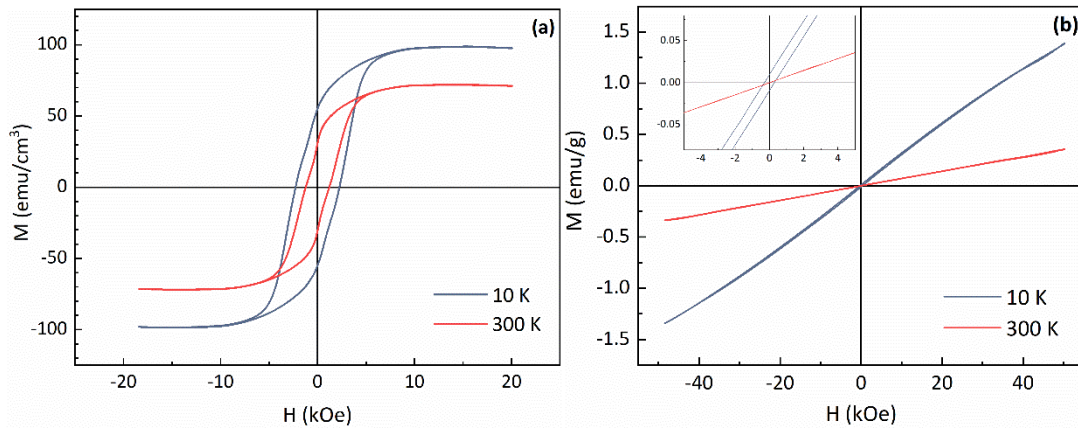 (a)
100
50
0
-50
-100
M (emu/cm³)
-20 -10 0 10 20
H (kOe)
10 K
300 K
(b)
1.5
1.0
0.5
0.0
-0.5
-1.0
-1.5
M (emu/g)
0.05
0.00
-0.05
-4 -2 0 2 4
-40 -20 0 20 40
H (kOe)
10 K
300 K